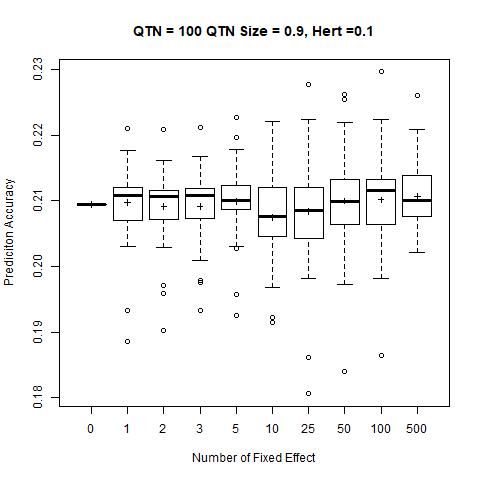 QTN = 100 QTN Size = 0.9, Hert =0.1
0.23
0.22
0.21
0.20
0.19
0.18
Prediciton Accuracy
0 1 2 3 5 10 25 50 100 500
Number of Fixed Effect